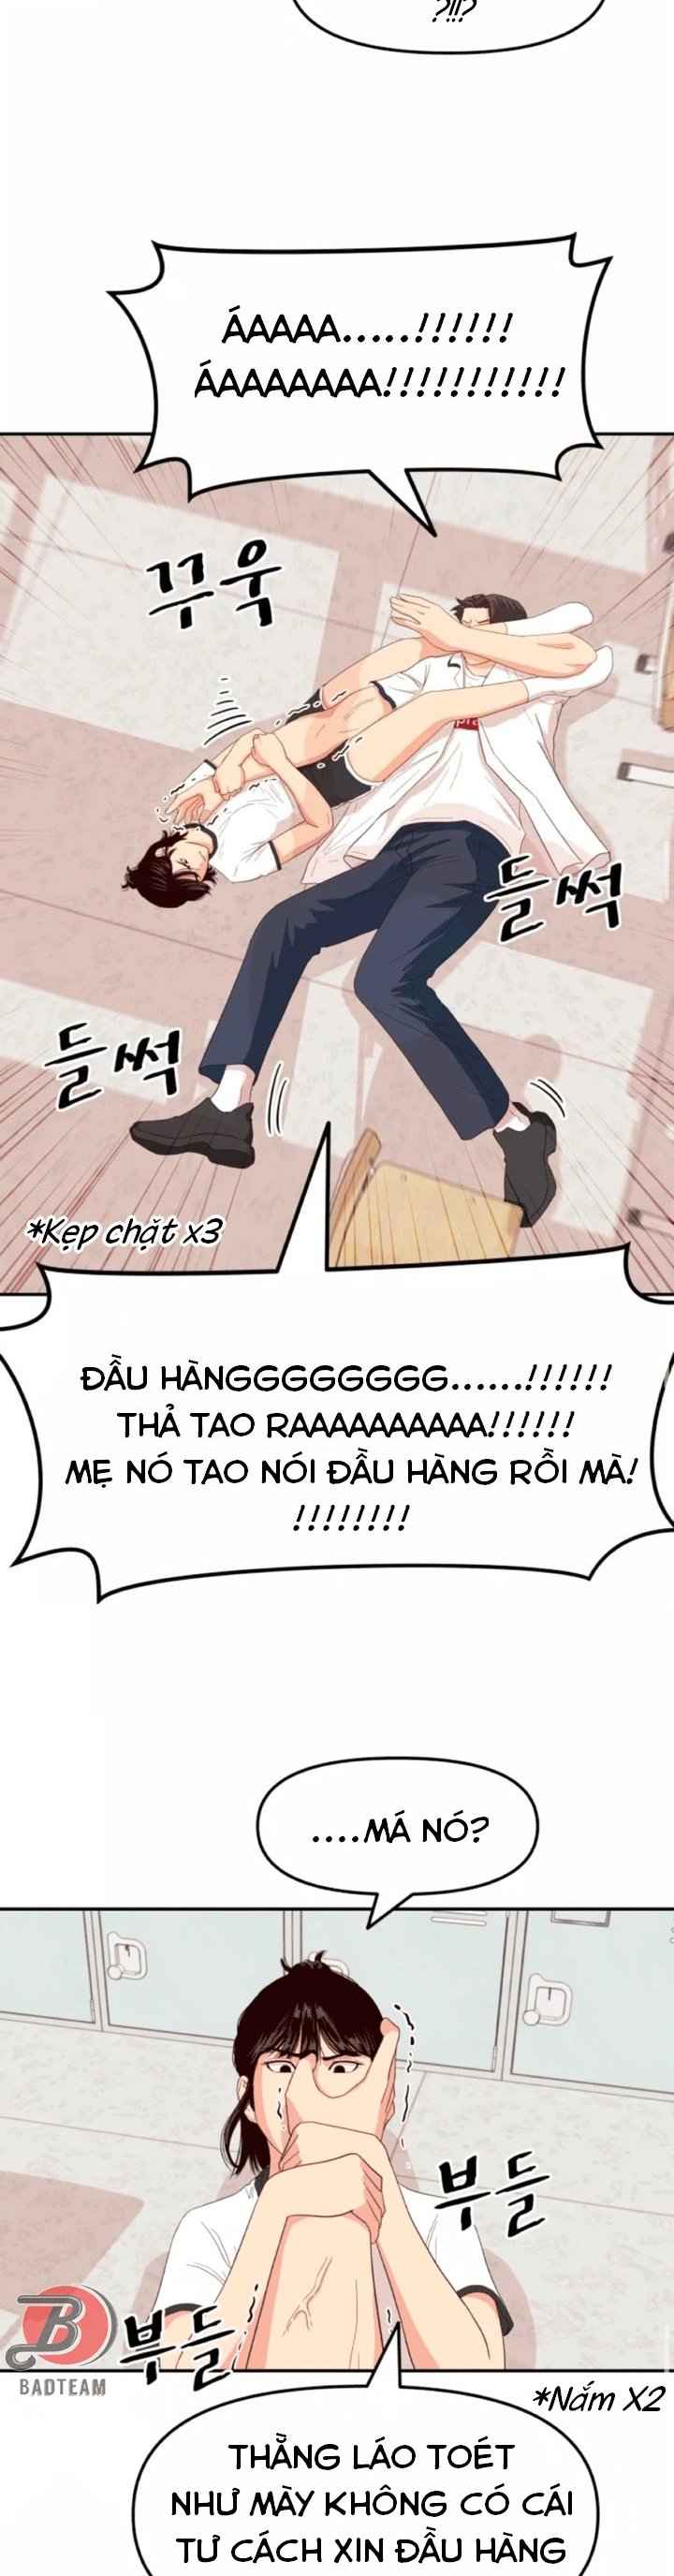 ?!!?
ÁAAAA.....!!!!!!
ÁAAAAAAA!!!!!!!!!!!
꾸욱
pra
들썩
들썩
*Kẹp chặt x3
ĐẦU HÀNGGGGGGGGG......!!!!!!
THẢ TAO RAAAAAAAAAA!!!!!!
MẸ NÓ TAO NÓI ĐẦU HÀNG RỒI MÀ!
!!!!!!!!
....MÁ NÓ?
부들
부들
B
BADTEAM
*Nắm X2
THẰNG LÁO TOÉT
NHƯ MÀY KHÔNG CÓ CÁI
TƯ CÁCH XIN ĐẦU HÀNG